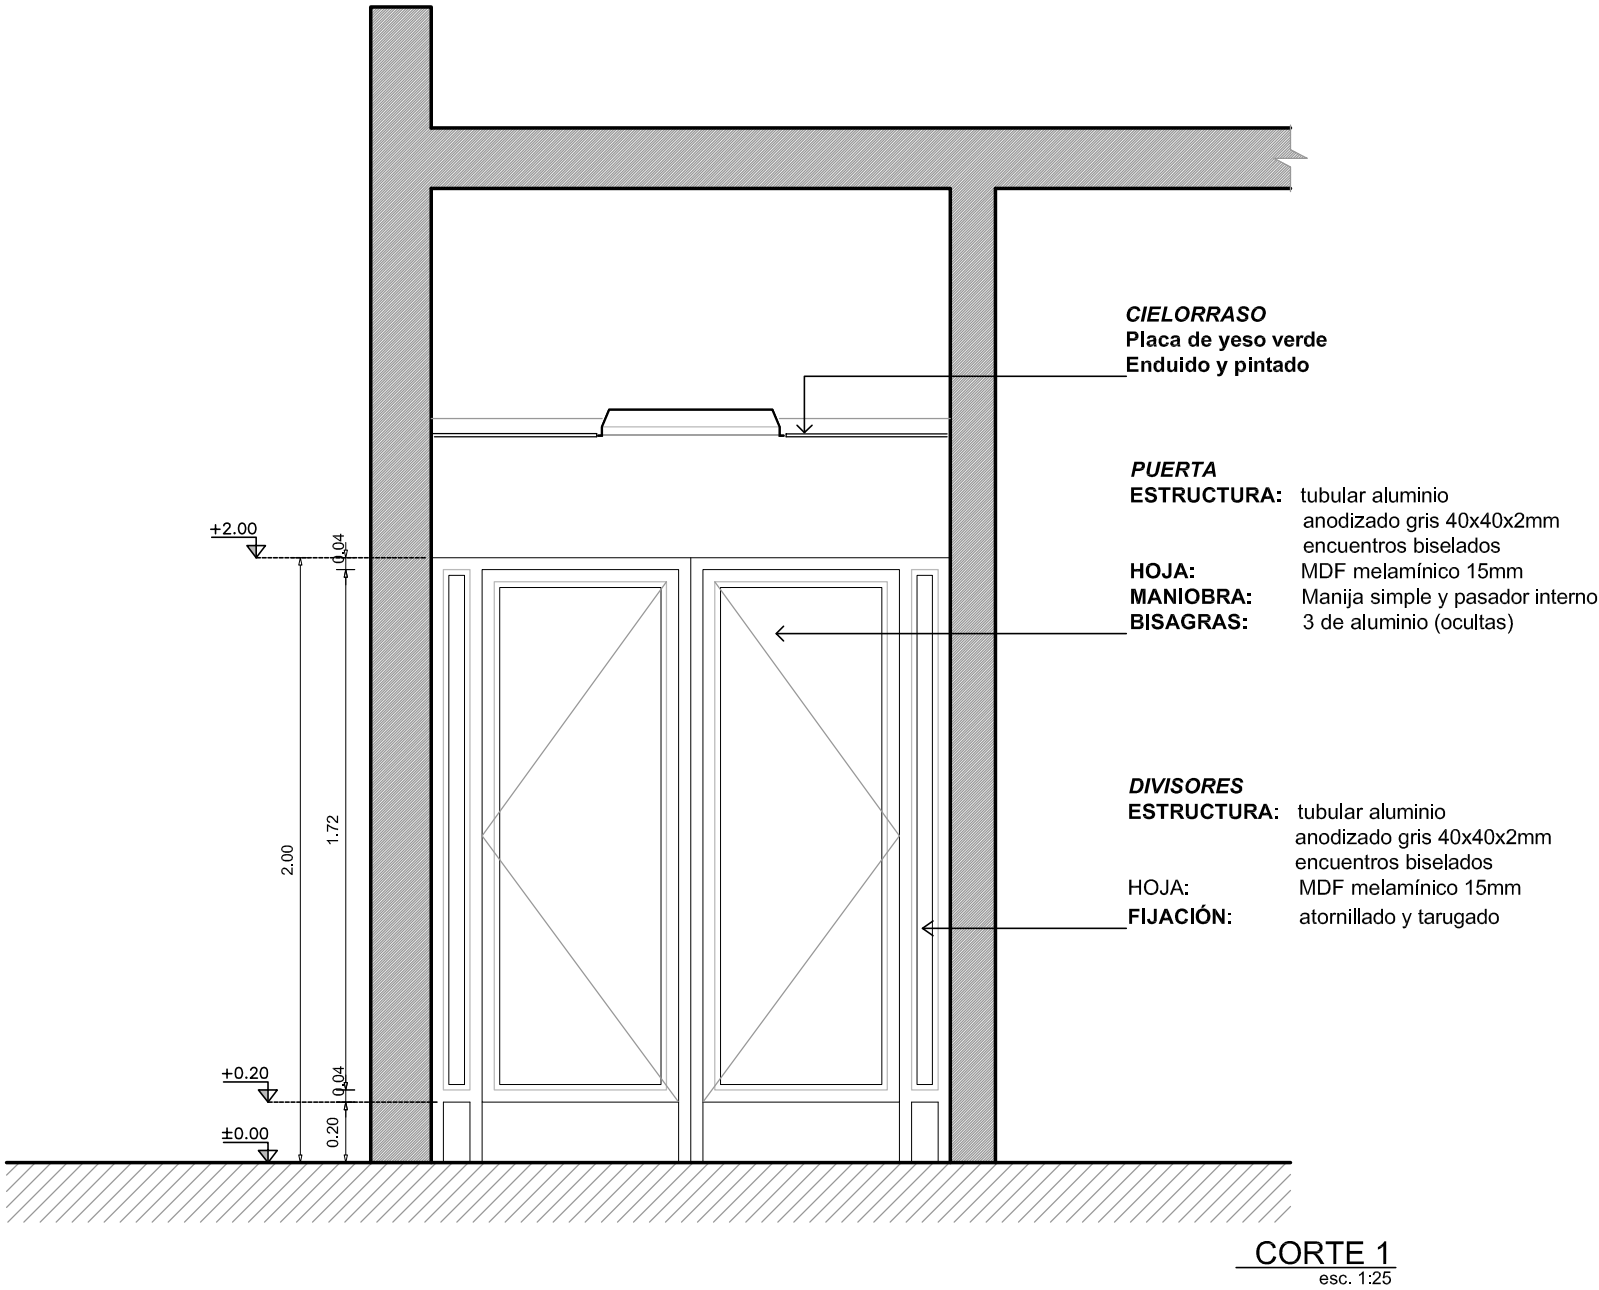 CIELORRASO
Placa de yeso verde
Enduido y pintado
PUERTA
ESTRUCTURA: tubular aluminio
anodizado gris 40x40x2mm
encuentros biselados
HOJA: MDF melamínico 15mm
MANIOBRA: Manija simple y pasador interno
BISAGRAS: 3 de aluminio (ocultas)
DIVISORES
ESTRUCTURA: tubular aluminio
anodizado gris 40x40x2mm
encuentros biselados
HOJA: MDF melamínico 15mm
FIJACIÓN: atornillado y tarugado
+2.00
0.04
1.72
2.00
+0.20
0.04
±0.00
0.20
CORTE 1
esc. 1:25